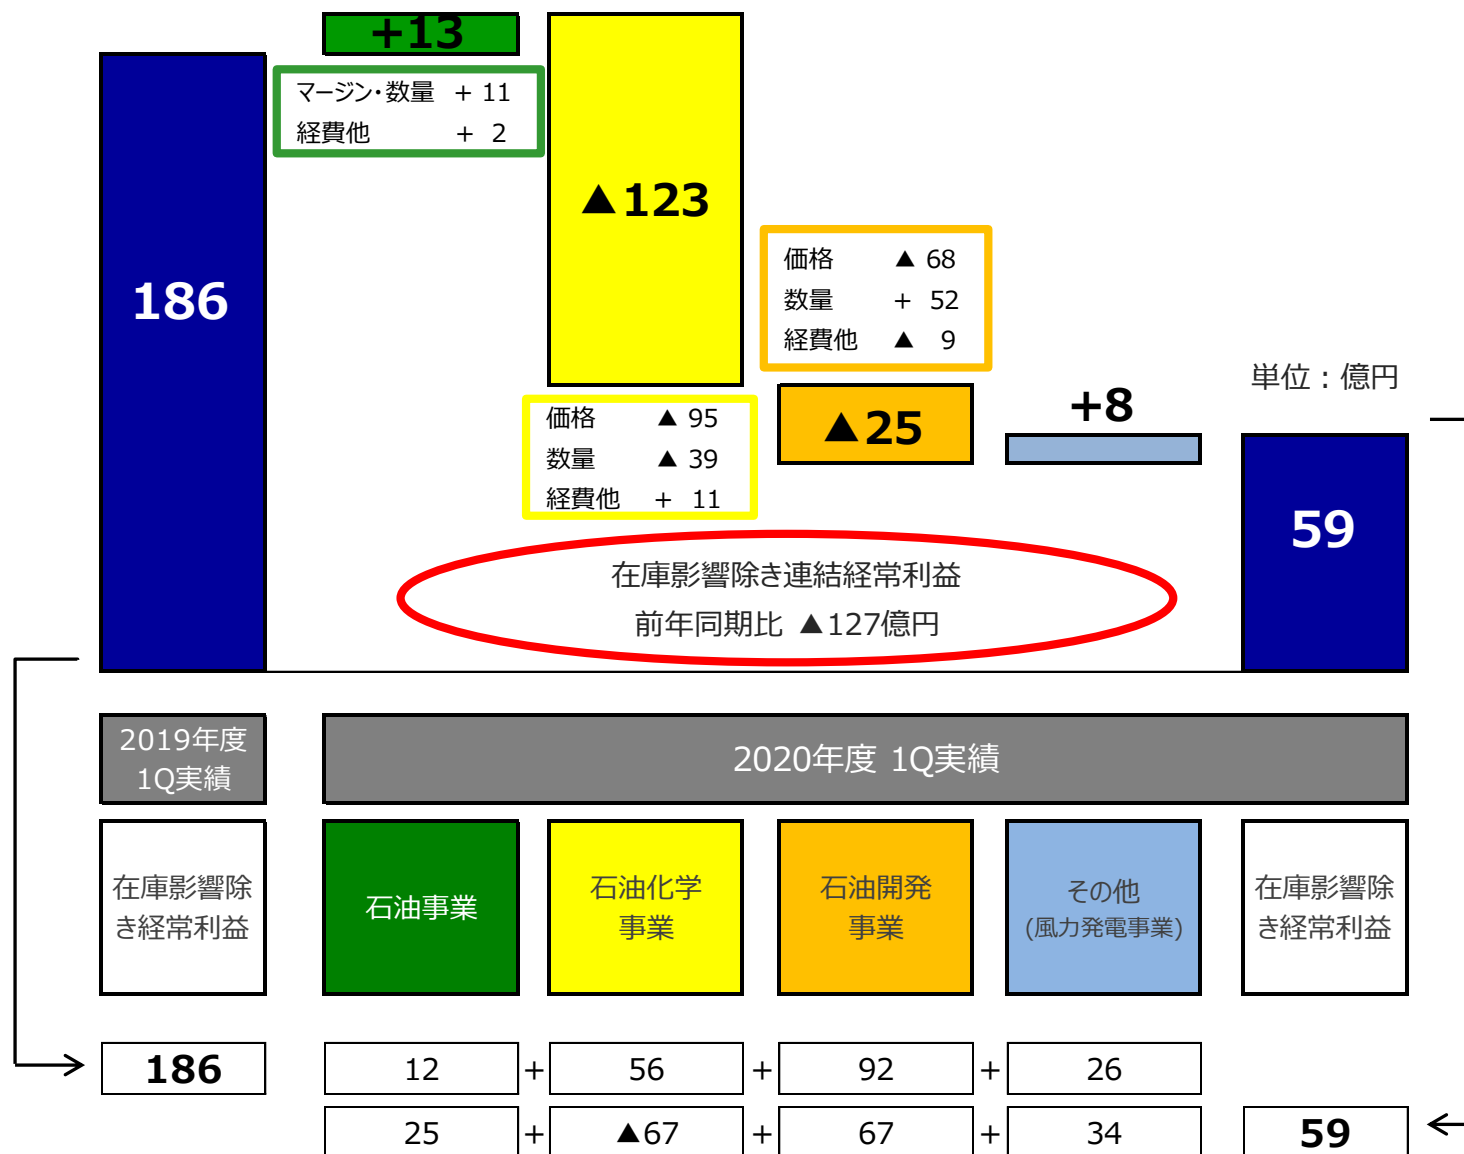 +13
マージン・数量 + 11
経費他 + 2
▲123
186
価格 ▲ 68
数量 + 52
経費他 ▲ 9
単位：億円
▲25
+8
価格 ▲ 95
数量 ▲ 39
経費他 + 11
59
在庫影響除き連結経常利益
前年同期比 ▲127億円
2019年度
1Q実績
2020年度 1Q実績
在庫影響除
き経常利益
石油事業
石油化学
事業
石油開発
事業
その他
(風力発電事業)
在庫影響除
き経常利益
186 12 + 56 + 92 + 26
25 + ▲67 + 67 + 34 59